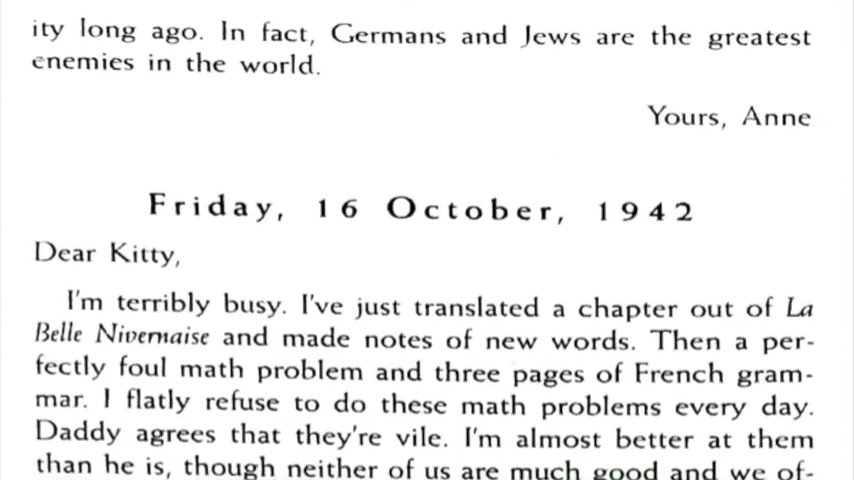 ity long ago. In fact, Germans and Jews are the greatest
enemies in the world.
Yours, Anne
Friday, 16 October, 1942
Dear Kitty,
I'm terribly busy. I've just translated a chapter out of La
Belle Nivernaise and made notes of new words. Then a per-
fectly foul math problem and three pages of French gram-
mar. I flatly refuse to do these math problems every day.
Daddy agrees that they're vile. I'm almost better at them
than he is, though neither of us are much good and we of-